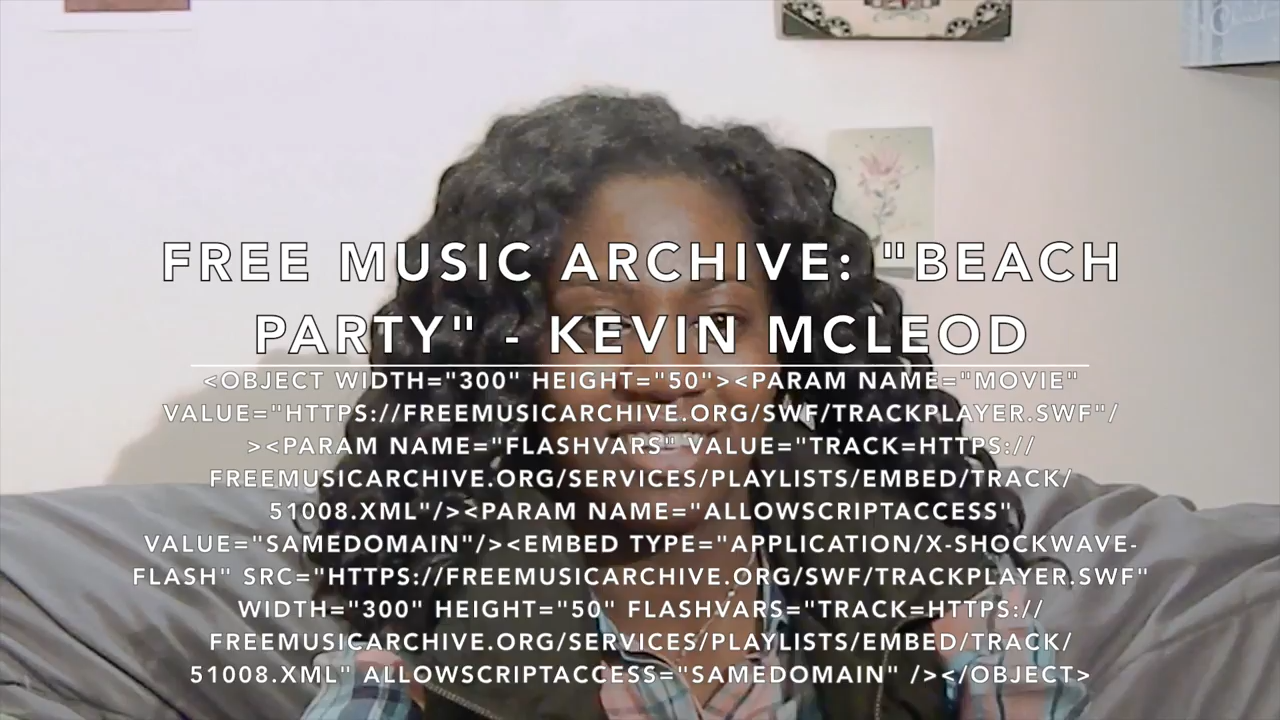 FREE MUSIC ARCHIVE: "BEACH
PARTY" - KEVIN MCLEOD
<OBJECT WIDTH="300" HEIGHT="50"><PARAM NAME="MOVIE"
VALUE="HTTPS://FREEMUSICARCHIVE.ORG/SWF/TRACKPLAYER.SWF"/
><PARAM NAME="FLASHVARS" VALUE="TRACK=HTTPS://
FREEMUSICARCHIVE.ORG/SERVICES/PLAYLISTS/EMBED/TRACK/
51008.XML"/><PARAM NAME="ALLOWSCRIPTACCESS"
VALUE="SAMEDOMAIN"/><EMBED TYPE="APPLICATION/X-SHOCKWAVE-
FLASH" SRC="HTTPS://FREEMUSICARCHIVE.ORG/SWF/TRACKPLAYER.SWF"
WIDTH="300" HEIGHT="50" FLASHVARS="TRACK=HTTPS://
FREEMUSICARCHIVE.ORG/SERVICES/PLAYLISTS/EMBED/TRACK/
51008.XML" ALLOWSCRIPTACCESS="SAMEDOMAIN" /></OBJECT>